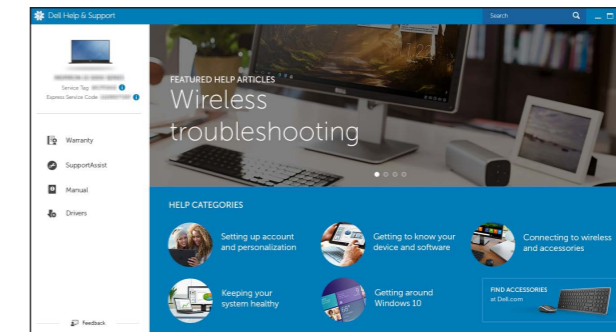 Dell Help & Support
Search
Service Tag
Express Service Code
Warranty
SupportAssist
Manual
Drivers
Feedback
FEATURED HELP ARTICLES
Wireless
troubleshooting
HELP CATEGORIES
Setting up account
and personalization
Getting to know your
device and software
Connecting to wireless
and accessories
Keeping your
system healthy
Getting around
Windows 10
FIND ACCESSORIES
at Dell.com